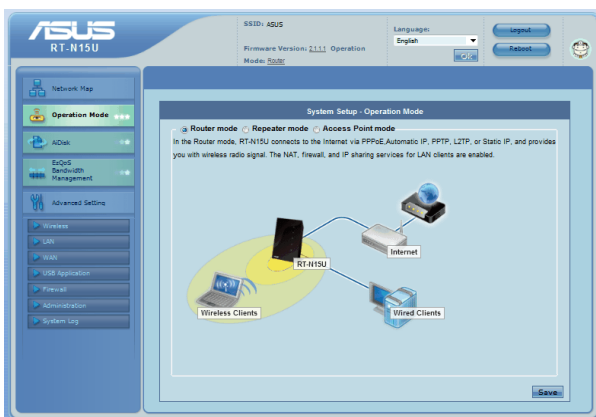 ASUS
RT-N15U
SSID: ASUS
Firmware Version: 2.1.1.1 Operation
Mode: Router
Language:
English
OK
Logout
Reboot
Network Map
Operation Mode
AiDisk
EzQoS
Bandwidth
Management
Advanced Setting
Wireless
LAN
WAN
USB Application
Firewall
Administration
System Log
System Setup - Operation Mode
Router mode Repeater mode Access Point mode
In the Router mode, RT-N15U connects to the Internet via PPPoE,Automatic IP, PPTP, L2TP, or Static IP, and provides
you with wireless radio signal. The NAT, firewall, and IP sharing services for LAN clients are enabled.
Internet
RT-N15U
Wireless Clients
Wired Clients
Save